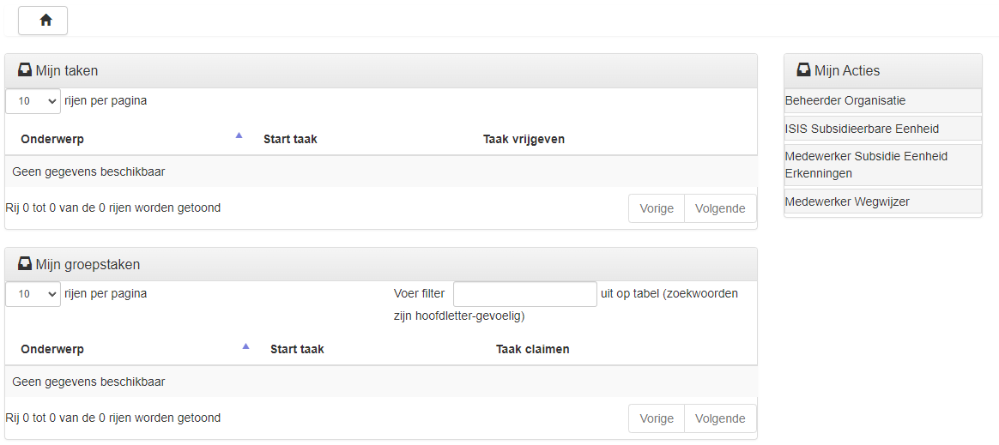 Mijn taken
10 rijen per pagina
Onderwerp Start taak Taak vrijgeven
Geen gegevens beschikbaar
Rij 0 tot 0 van de 0 rijen worden getoond
Vorige Volgende
Mijn groepstaken
10 rijen per pagina
Voer filter uit op tabel (zoekwoorden
zijn hoofdletter-gevoelig)
Onderwerp Start taak Taak claimen
Geen gegevens beschikbaar
Rij 0 tot 0 van de 0 rijen worden getoond
Vorige Volgende
Mijn Acties
Beheerder Organisatie
ISIS Subsidieerbare Eenheid
Medewerker Subsidie Eenheid
Erkenningen
Medewerker Wegwijzer